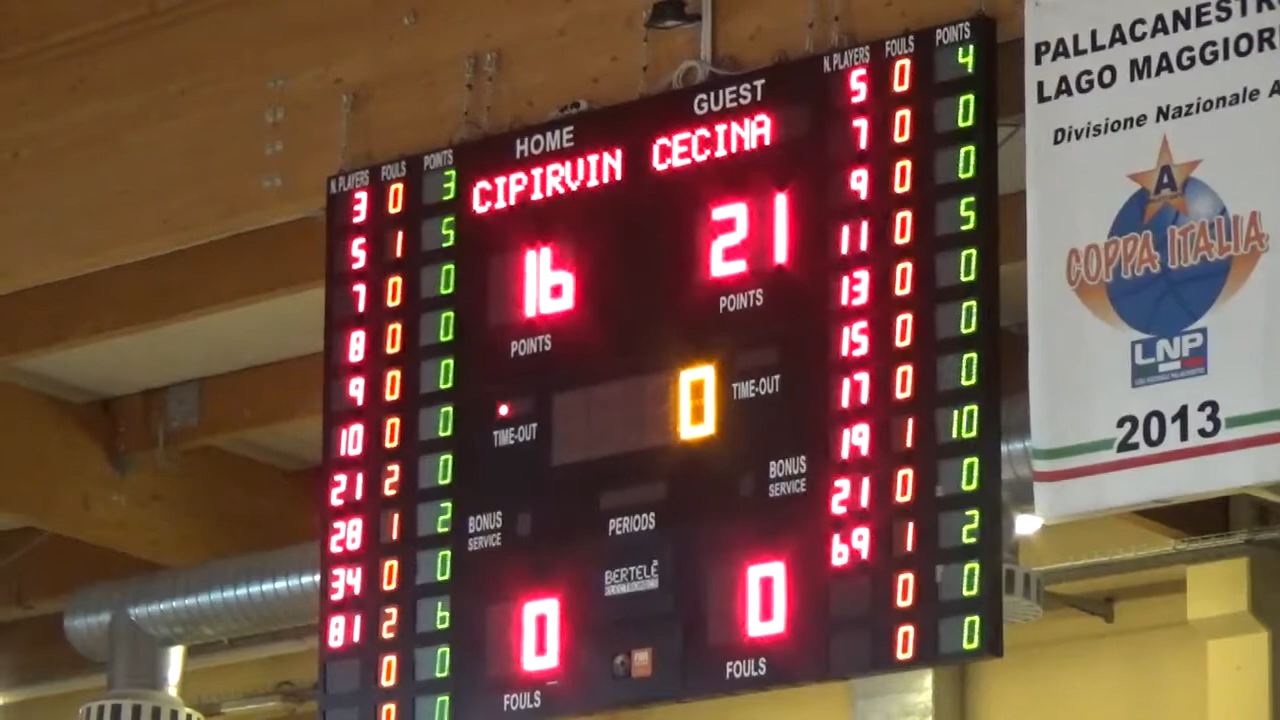 HOME
GUEST
CIPIRVIN
CECINA
16
21
POINTS
POINTS
0
TIME-OUT
TIME-OUT
BONUS
SERVICE
BONUS
SERVICE
PERIODS
BERTELE
0
0
FOULS
FOULS
N. PLAYERS FOULS POINTS
3 0 3
5 1 5
7 0 0
8 0 0
9 0 0
10 0 0
21 2 0
28 1 2
34 0 0
81 2 6
0 0
0 0
N. PLAYERS FOULS POINTS
5 0 4
7 0 0
9 0 0
11 0 5
13 0 0
15 0 0
17 0 0
19 1 10
21 0 0
69 1 2
0 0
0 0
PALLACANESTR
LAGO MAGGIOR
Divisione Nazionale A
A
COPPA ITALIA
LNP
2013